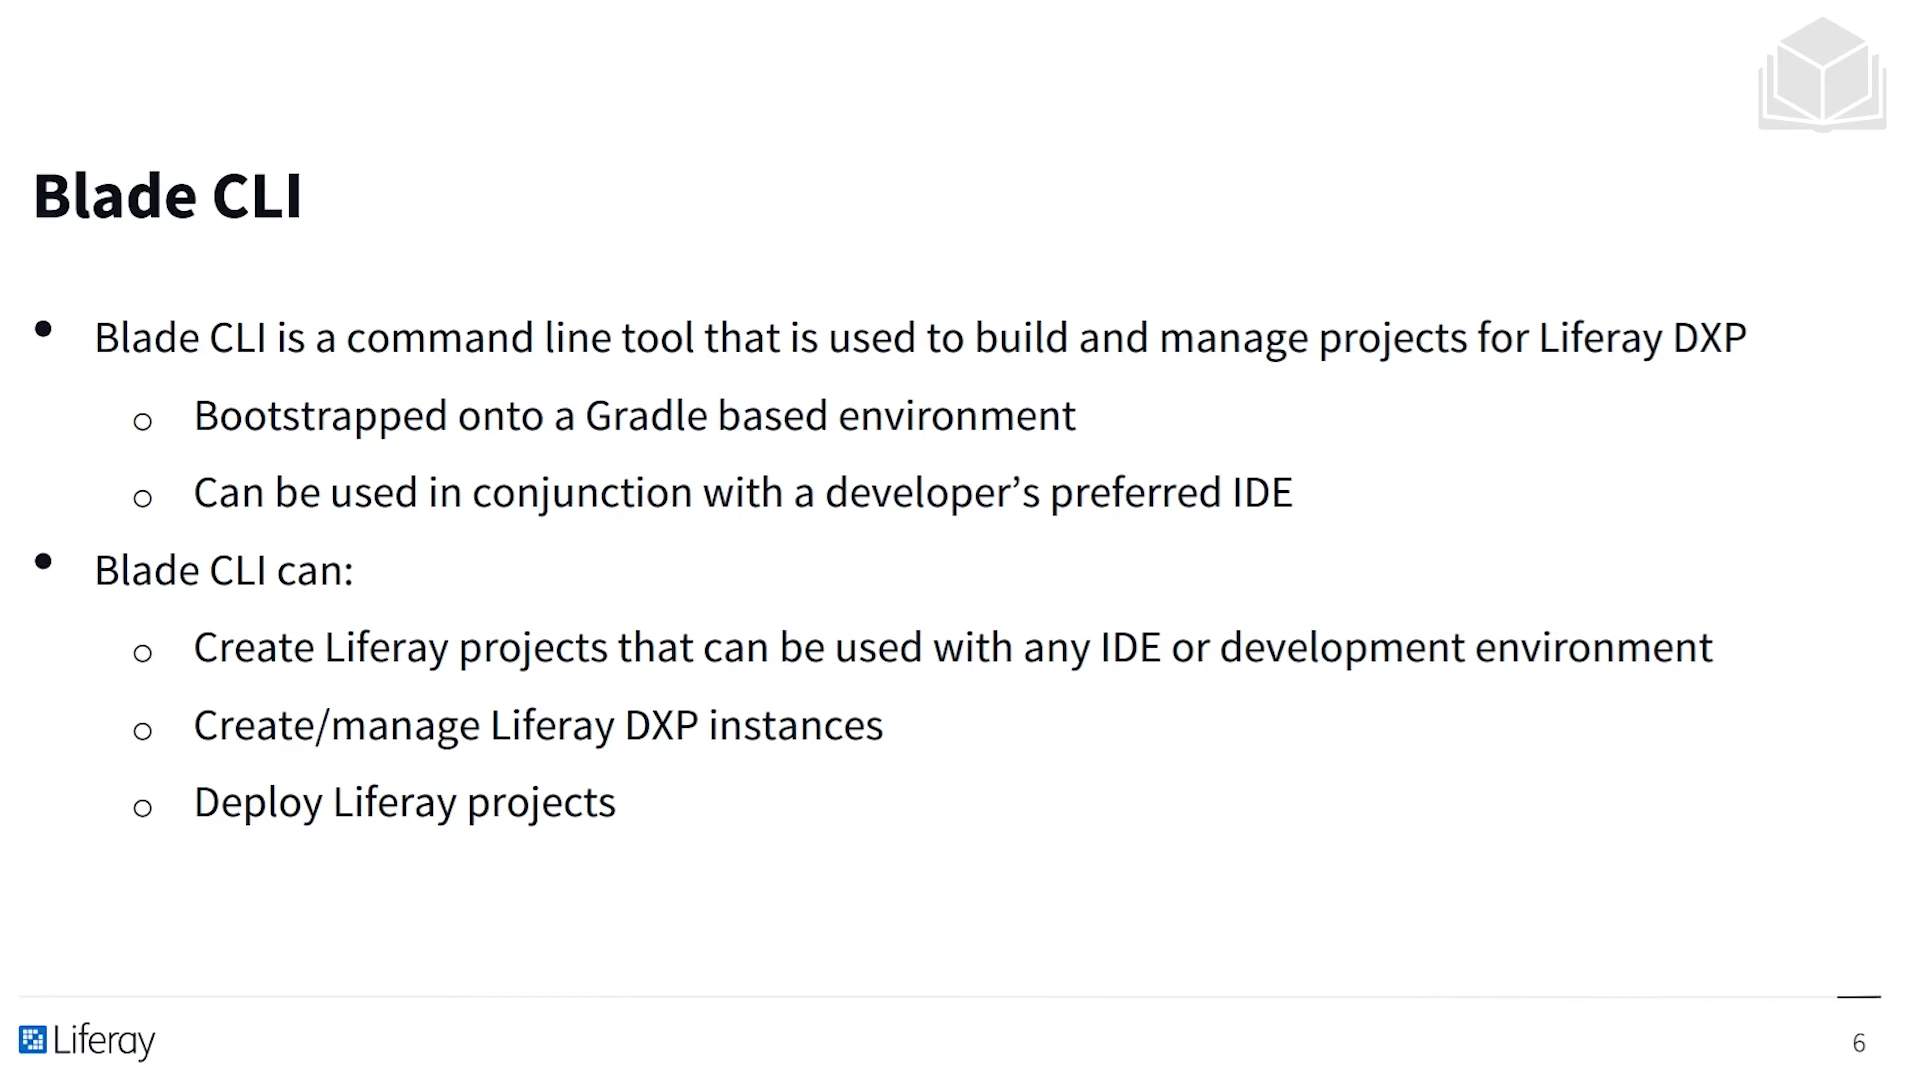 Blade CLI
• Blade CLI is a command line tool that is used to build and manage projects for Liferay DXP
○ Bootstrapped onto a Gradle based environment
○ Can be used in conjunction with a developer’s preferred IDE
• Blade CLI can:
○ Create Liferay projects that can be used with any IDE or development environment
○ Create/manage Liferay DXP instances
○ Deploy Liferay projects
Liferay
6